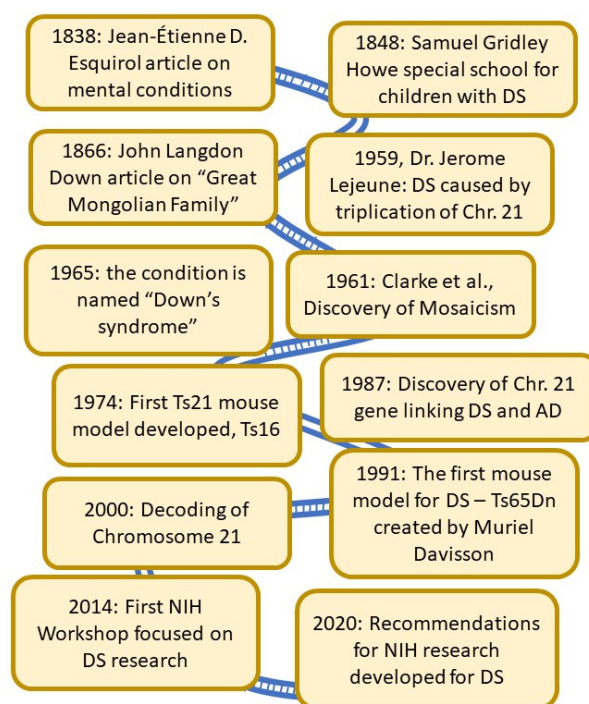 1838: Jean-Étienne D.
Esquirol article on
mental conditions
1848: Samuel Gridley
Howe special school for
children with DS
1866: John Langdon
Down article on “Great
Mongolian Family”
1959, Dr. Jerome
Lejeune: DS caused by
triplication of Chr. 21
1965: the condition is
named “Down’s
syndrome”
1961: Clarke et al.,
Discovery of Mosaicism
1974: First Ts21 mouse
model developed, Ts16
1987: Discovery of Chr. 21
gene linking DS and AD
1991: The first mouse
model for DS – Ts65Dn
created by Muriel
Davisson
2000: Decoding of
Chromosome 21
2014: First NIH
Workshop focused on
DS research
2020: Recommendations
for NIH research
developed for DS